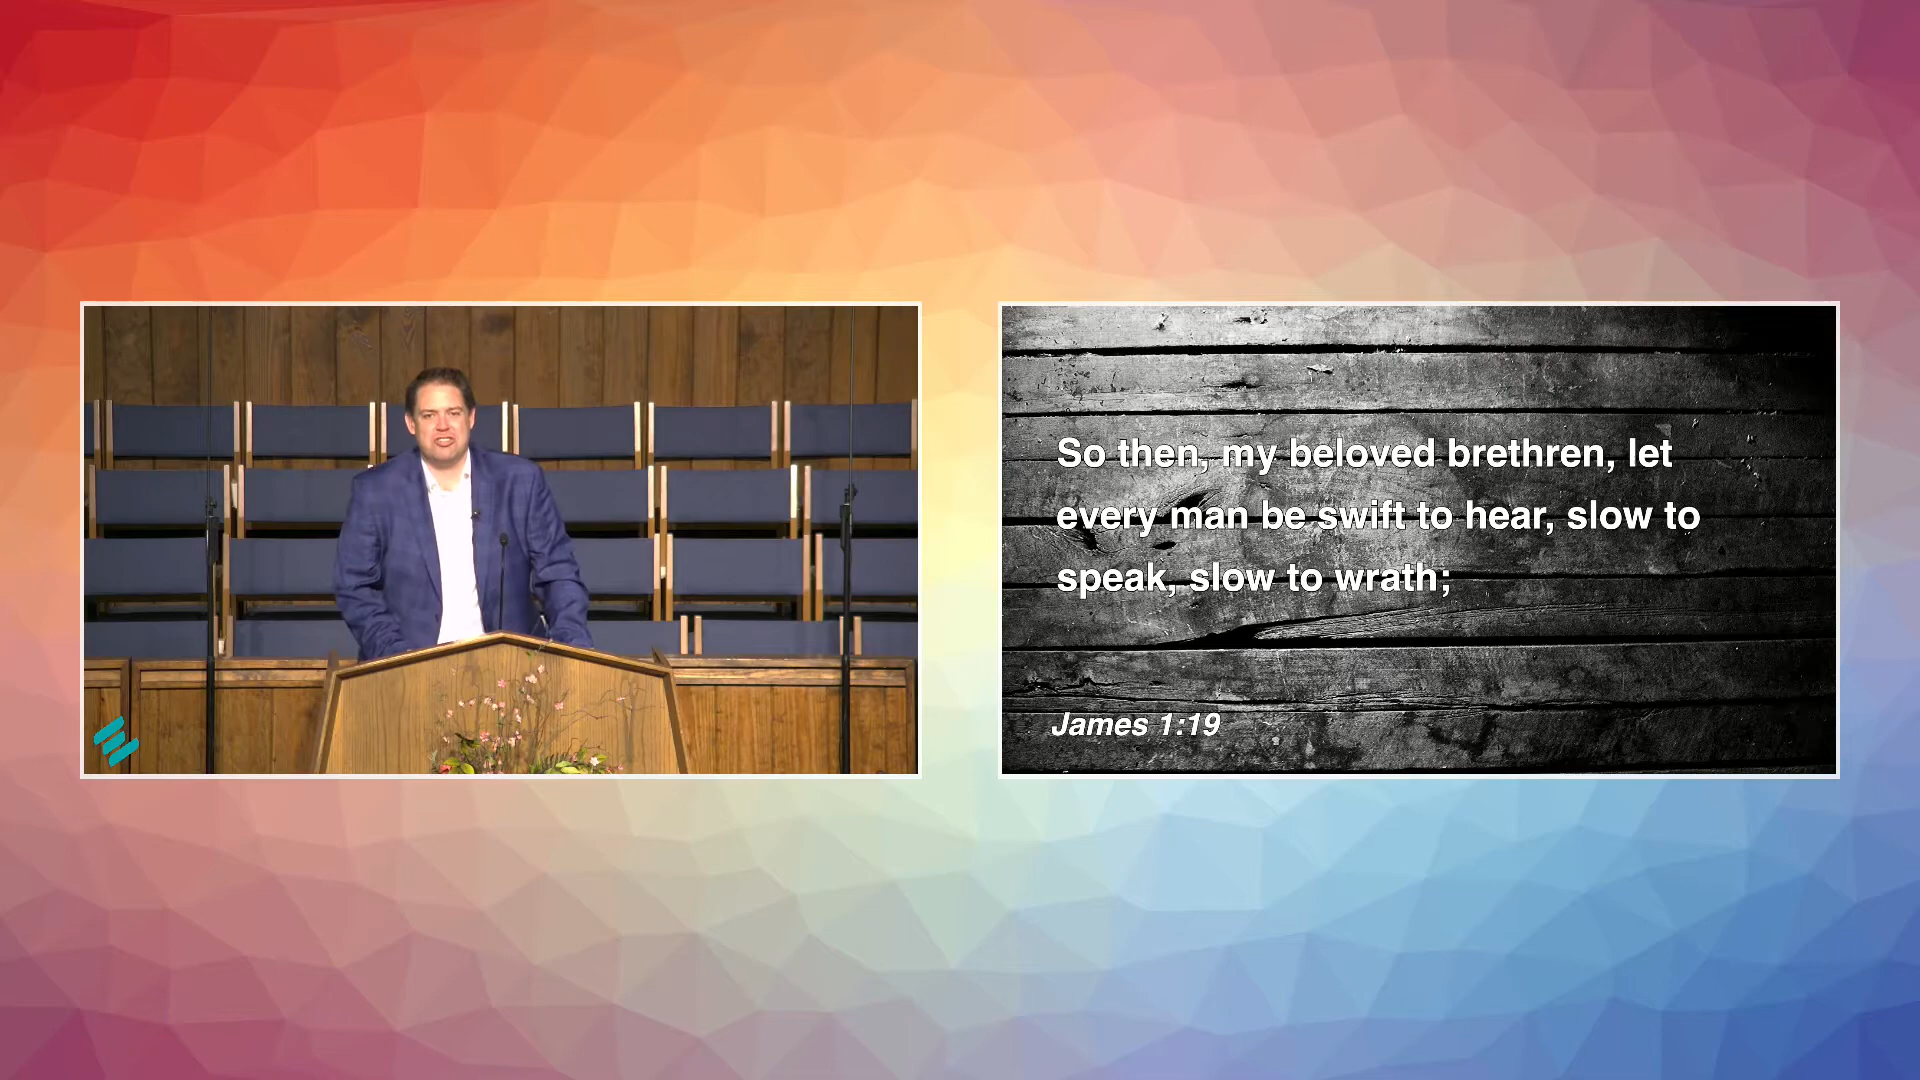 So then, my beloved brethren, let
every man be swift to hear, slow to
speak, slow to wrath;
James 1:19